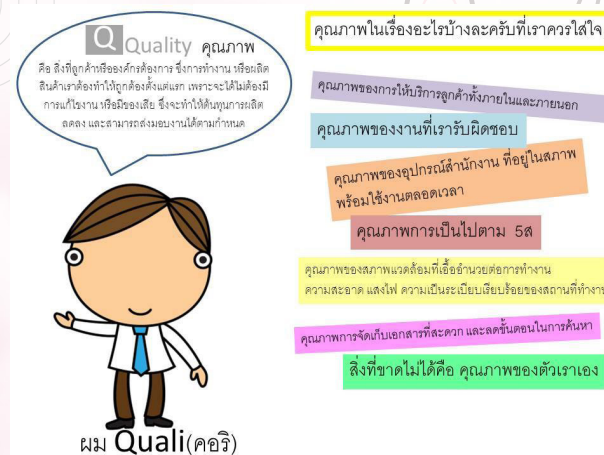 Q Quality คุณภาพ
คือ สิ่งที่ลูกค้าหรือองค์กรต้องการ ซึ่งการทำงาน หรือผลิต
สินค้าเราต้องทำให้ถูกต้องตั้งแต่แรก เพราะจะได้ไม่ต้องมี
การแก้ไขงาน หรือมีของเสีย ซึ่งจะทำให้ต้นทุนการผลิต
ลดลง และสามารถส่งมอบงานได้ตามกำหนด
ผม Quali(คอริ)
คุณภาพในเรื่องอะไรบ้างละครับที่เราควรใส่ใจ
คุณภาพของการให้บริการลูกค้าทั้งภายในและภายนอก
คุณภาพของงานที่เรารับผิดชอบ
คุณภาพของอุปกรณ์สำนักงาน ที่อยู่ในสภาพ
พร้อมใช้งานตลอดเวลา
คุณภาพการเป็นไปตาม 5ส
คุณภาพของสภาพแวดล้อมที่เอื้ออำนวยต่อการทำงาน
ความสะอาด แสงไฟ ความเป็นระเบียบเรียบร้อยของสถานที่ทำงาน
คุณภาพการจัดเก็บเอกสารที่สะดวก และลดขั้นตอนในการค้นหา
สิ่งที่ขาดไม่ได้คือ คุณภาพของตัวเราเอง